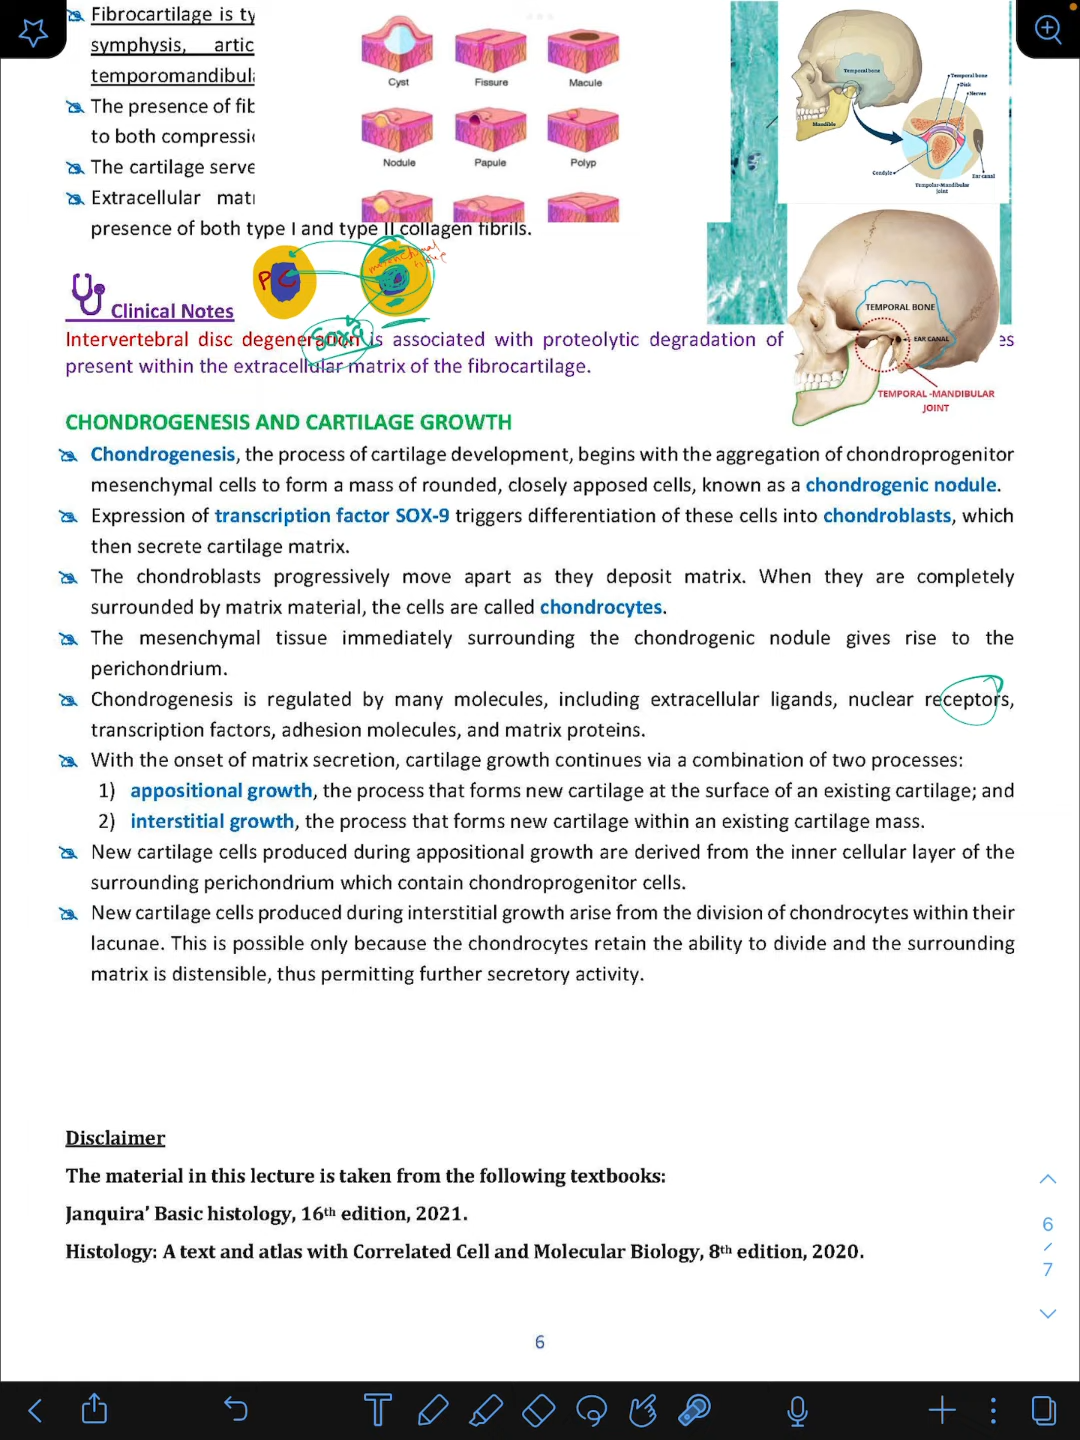 Fibrocartilage is ty
symphysis, artic
temporomandibula
The presence of fib
to both compressi
The cartilage serve
Extracellular matr
presence of both type I and type II collagen fibrils.
Cyst
Fissure
Macule
Nodule
Papule
Polyp
Temporal bone
Mandible
Temporal bone
Disk
Nerves
Condyle
Ear canal
Tempolar-Mandibular
Joint
TEMPORAL BONE
EAR CANAL
TEMPORAL -MANDIBULAR
JOINT
P C
mesenchymal
tissue
Sox9
Clinical Notes
Intervertebral disc degeneration is associated with proteolytic degradation of es
present within the extracellular matrix of the fibrocartilage.
CHONDROGENESIS AND CARTILAGE GROWTH
Chondrogenesis, the process of cartilage development, begins with the aggregation of chondroprogenitor
mesenchymal cells to form a mass of rounded, closely apposed cells, known as a chondrogenic nodule.
Expression of transcription factor SOX-9 triggers differentiation of these cells into chondroblasts, which
then secrete cartilage matrix.
The chondroblasts progressively move apart as they deposit matrix. When they are completely
surrounded by matrix material, the cells are called chondrocytes.
The mesenchymal tissue immediately surrounding the chondrogenic nodule gives rise to the
perichondrium.
Chondrogenesis is regulated by many molecules, including extracellular ligands, nuclear receptors,
transcription factors, adhesion molecules, and matrix proteins.
With the onset of matrix secretion, cartilage growth continues via a combination of two processes:
1) appositional growth, the process that forms new cartilage at the surface of an existing cartilage; and
2) interstitial growth, the process that forms new cartilage within an existing cartilage mass.
New cartilage cells produced during appositional growth are derived from the inner cellular layer of the
surrounding perichondrium which contain chondroprogenitor cells.
New cartilage cells produced during interstitial growth arise from the division of chondrocytes within their
lacunae. This is possible only because the chondrocytes retain the ability to divide and the surrounding
matrix is distensible, thus permitting further secretory activity.
Disclaimer
The material in this lecture is taken from the following textbooks:
Janquira' Basic histology, 16th edition, 2021.
Histology: A text and atlas with Correlated Cell and Molecular Biology, 8th edition, 2020.
6
/
7
6